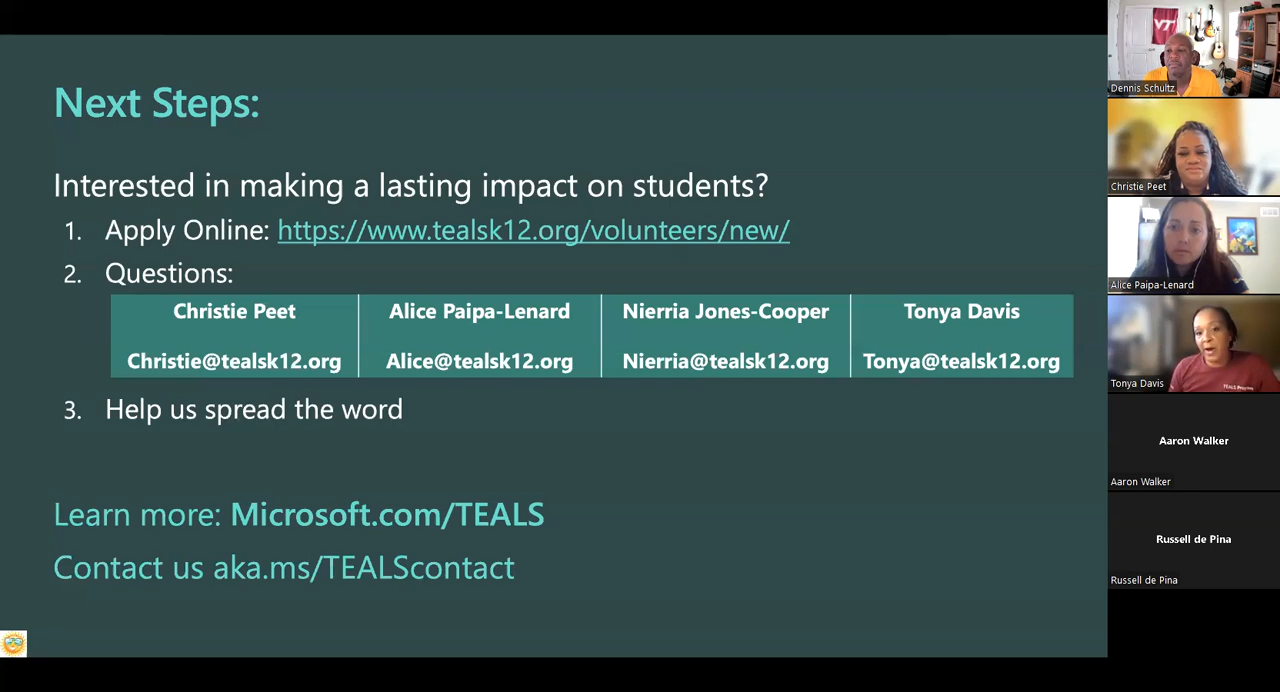 Next Steps:
Interested in making a lasting impact on students?
1. Apply Online: https://www.tealsk12.org/volunteers/new/
2. Questions:
Christie Peet Alice Paipa-Lenard Nierria Jones-Cooper Tonya Davis
Christie@tealsk12.org Alice@tealsk12.org Nierria@tealsk12.org Tonya@tealsk12.org
3. Help us spread the word
Learn more: Microsoft.com/TEALS
Contact us aka.ms/TEALScontact
VT
Dennis Schultz
Christie Peet
Alice Paipa-Lenard
TEALS
Tonya Davis
Aaron Walker
Aaron Walker
Russell de Pina
Russell de Pina